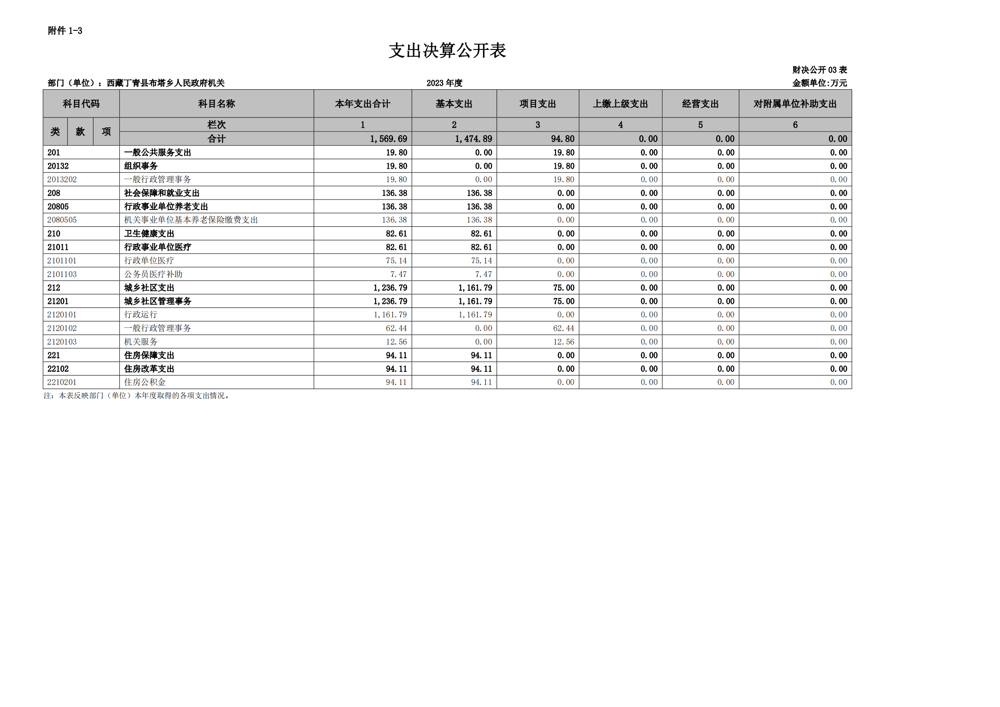 附件 1-3
支出决算公开表
财决公开 03 表
部门（单位）：西藏丁青县布塔乡人民政府机关 2023 年度 金额单位:万元
科目代码 科目名称 本年支出合计 基本支出 项目支出 上缴上级支出 经营支出 对附属单位补助支出
类 款 项 栏次 1 2 3 4 5 6
合计 1,569.69 1,474.89 94.80 0.00 0.00 0.00
201 一般公共服务支出 19.80 0.00 19.80 0.00 0.00 0.00
20132 组织事务 19.80 0.00 19.80 0.00 0.00 0.00
2013202 一般行政管理事务 19.80 0.00 19.80 0.00 0.00 0.00
208 社会保障和就业支出 136.38 136.38 0.00 0.00 0.00 0.00
20805 行政事业单位养老支出 136.38 136.38 0.00 0.00 0.00 0.00
2080505 机关事业单位基本养老保险缴费支出 136.38 136.38 0.00 0.00 0.00 0.00
210 卫生健康支出 82.61 82.61 0.00 0.00 0.00 0.00
21011 行政事业单位医疗 82.61 82.61 0.00 0.00 0.00 0.00
2101101 行政单位医疗 75.14 75.14 0.00 0.00 0.00 0.00
2101103 公务员医疗补助 7.47 7.47 0.00 0.00 0.00 0.00
212 城乡社区支出 1,236.79 1,161.79 75.00 0.00 0.00 0.00
21201 城乡社区管理事务 1,236.79 1,161.79 75.00 0.00 0.00 0.00
2120101 行政运行 1,161.79 1,161.79 0.00 0.00 0.00 0.00
2120102 一般行政管理事务 62.44 0.00 62.44 0.00 0.00 0.00
2120103 机关服务 12.56 0.00 12.56 0.00 0.00 0.00
221 住房保障支出 94.11 94.11 0.00 0.00 0.00 0.00
22102 住房改革支出 94.11 94.11 0.00 0.00 0.00 0.00
2210201 住房公积金 94.11 94.11 0.00 0.00 0.00 0.00
注：本表反映部门（单位）本年度取得的各项支出情况。